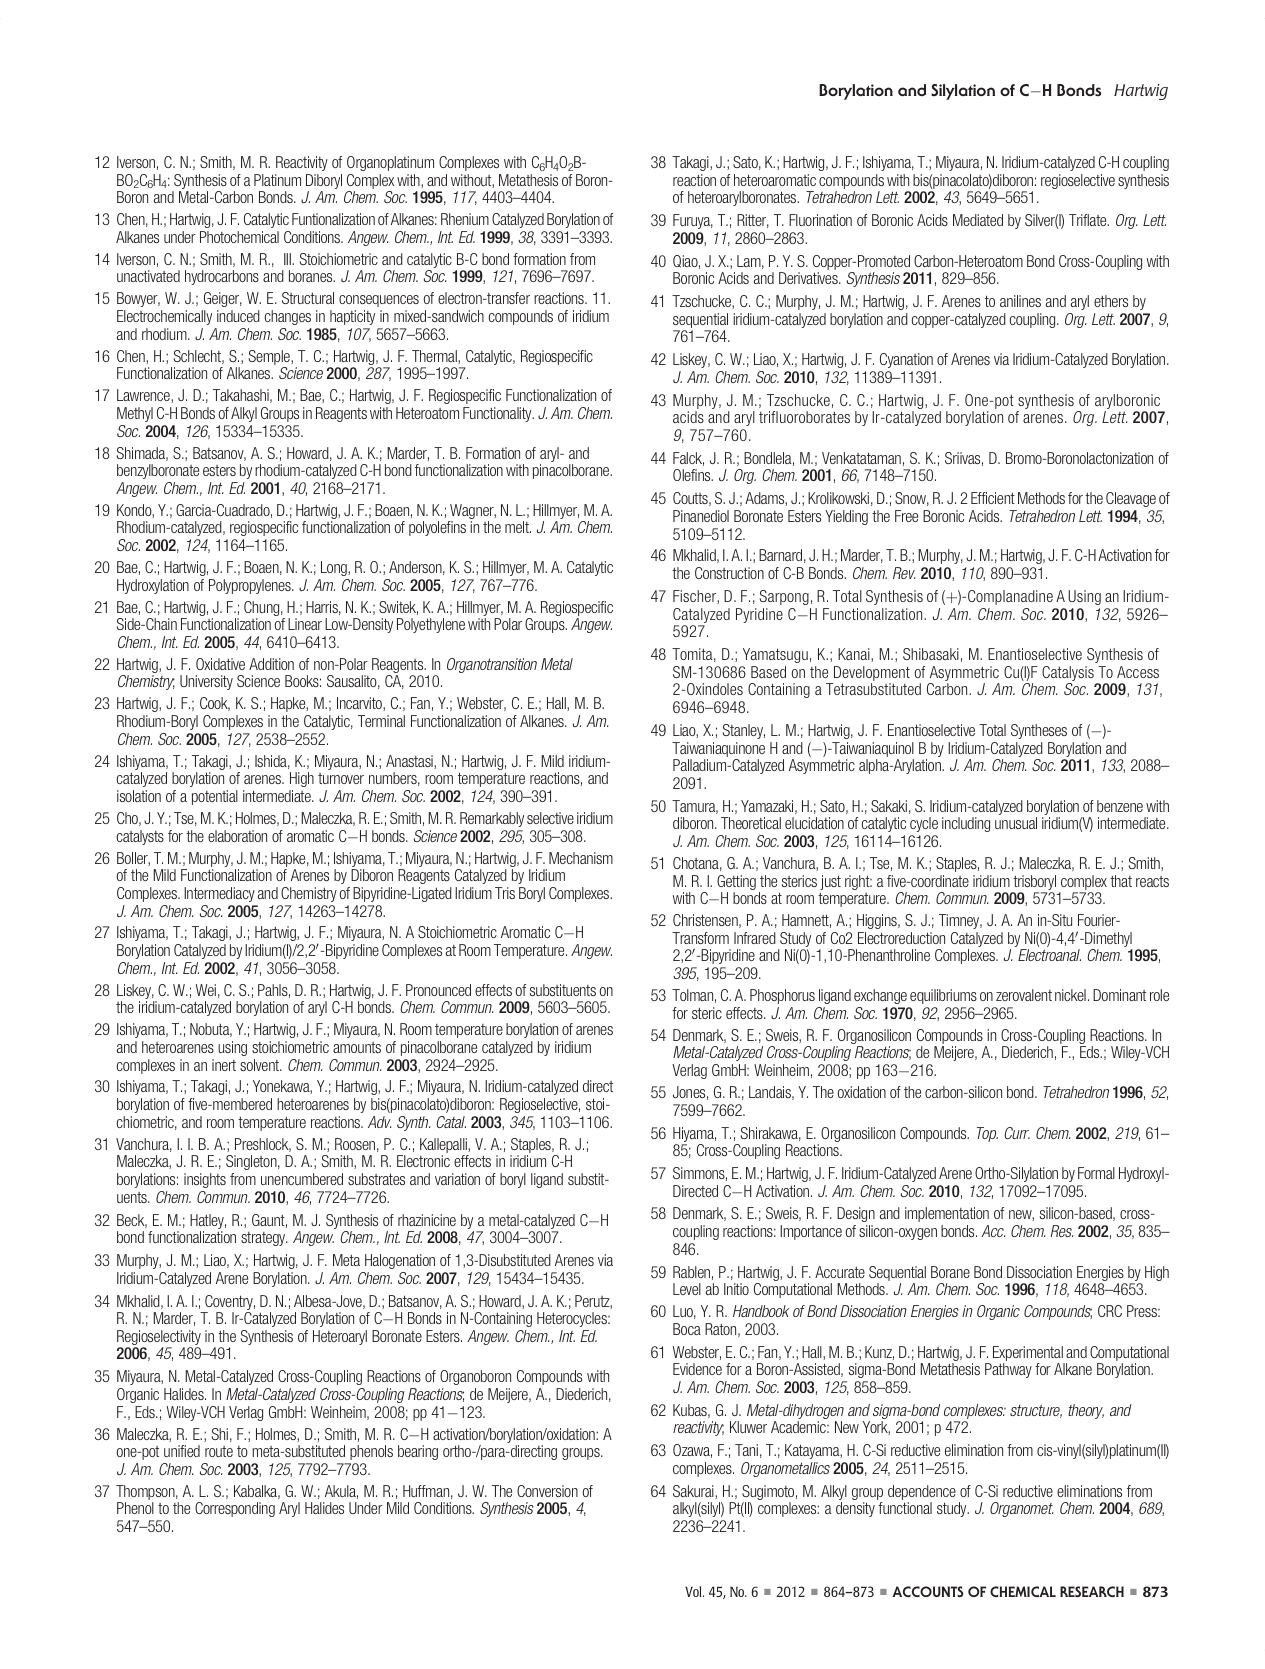 Borylation and Silylation of C−H Bonds Hartwig
12 Iverson, C. N.; Smith, M. R. Reactivity of Organoplatinum Complexes with C6H4O2B-
BO2C6H4: Synthesis of a Platinum Diboryl Complex with, and without, Metathesis of Boron-
Boron and Metal-Carbon Bonds. J. Am. Chem. Soc. 1995, 117, 4403–4404.
13 Chen, H.; Hartwig, J. F. Catalytic Funtionalization of Alkanes: Rhenium Catalyzed Borylation of
Alkanes under Photochemical Conditions. Angew. Chem., Int. Ed. 1999, 38, 3391–3393.
14 Iverson, C. N.; Smith, M. R., III. Stoichiometric and catalytic B-C bond formation from
unactivated hydrocarbons and boranes. J. Am. Chem. Soc. 1999, 121, 7696–7697.
15 Bowyer, W. J.; Geiger, W. E. Structural consequences of electron-transfer reactions. 11.
Electrochemically induced changes in hapticity in mixed-sandwich compounds of iridium
and rhodium. J. Am. Chem. Soc. 1985, 107, 5657–5663.
16 Chen, H.; Schlecht, S.; Semple, T. C.; Hartwig, J. F. Thermal, Catalytic, Regiospecific
Functionalization of Alkanes. Science 2000, 287, 1995–1997.
17 Lawrence, J. D.; Takahashi, M.; Bae, C.; Hartwig, J. F. Regiospecific Functionalization of
Methyl C-H Bonds of Alkyl Groups in Reagents with Heteroatom Functionality. J. Am. Chem.
Soc. 2004, 126, 15334–15335.
18 Shimada, S.; Batsanov, A. S.; Howard, J. A. K.; Marder, T. B. Formation of aryl- and
benzylboronate esters by rhodium-catalyzed C-H bond functionalization with pinacolborane.
Angew. Chem., Int. Ed. 2001, 40, 2168–2171.
19 Kondo, Y.; Garcia-Cuadrado, D.; Hartwig, J. F.; Boaen, N. K.; Wagner, N. L.; Hillmyer, M. A.
Rhodium-catalyzed, regiospecific functionalization of polyolefins in the melt. J. Am. Chem.
Soc. 2002, 124, 1164–1165.
20 Bae, C.; Hartwig, J. F.; Boaen, N. K.; Long, R. O.; Anderson, K. S.; Hillmyer, M. A. Catalytic
Hydroxylation of Polypropylenes. J. Am. Chem. Soc. 2005, 127, 767–776.
21 Bae, C.; Hartwig, J. F.; Chung, H.; Harris, N. K.; Switek, K. A.; Hillmyer, M. A. Regiospecific
Side-Chain Functionalization of Linear Low-Density Polyethylene with Polar Groups. Angew.
Chem., Int. Ed. 2005, 44, 6410–6413.
22 Hartwig, J. F. Oxidative Addition of non-Polar Reagents. In Organotransition Metal
Chemistry; University Science Books: Sausalito, CA, 2010.
23 Hartwig, J. F.; Cook, K. S.; Hapke, M.; Incarvito, C.; Fan, Y.; Webster, C. E.; Hall, M. B.
Rhodium-Boryl Complexes in the Catalytic, Terminal Functionalization of Alkanes. J. Am.
Chem. Soc. 2005, 127, 2538–2552.
24 Ishiyama, T.; Takagi, J.; Ishida, K.; Miyaura, N.; Anastasi, N.; Hartwig, J. F. Mild iridium-
catalyzed borylation of arenes. High turnover numbers, room temperature reactions, and
isolation of a potential intermediate. J. Am. Chem. Soc. 2002, 124, 390–391.
25 Cho, J. Y.; Tse, M. K.; Holmes, D.; Maleczka, R. E.; Smith, M. R. Remarkably selective iridium
catalysts for the elaboration of aromatic C−H bonds. Science 2002, 295, 305–308.
26 Boller, T. M.; Murphy, J. M.; Hapke, M.; Ishiyama, T.; Miyaura, N.; Hartwig, J. F. Mechanism
of the Mild Functionalization of Arenes by Diboron Reagents Catalyzed by Iridium
Complexes. Intermediacy and Chemistry of Bipyridine-Ligated Iridium Tris Boryl Complexes.
J. Am. Chem. Soc. 2005, 127, 14263–14278.
27 Ishiyama, T.; Takagi, J.; Hartwig, J. F.; Miyaura, N. A Stoichiometric Aromatic C−H
Borylation Catalyzed by Iridium(I)/2,2′-Bipyridine Complexes at Room Temperature. Angew.
Chem., Int. Ed. 2002, 41, 3056–3058.
28 Liskey, C. W.; Wei, C. S.; Pahls, D. R.; Hartwig, J. F. Pronounced effects of substituents on
the iridium-catalyzed borylation of aryl C-H bonds. Chem. Commun. 2009, 5603–5605.
29 Ishiyama, T.; Nobuta, Y.; Hartwig, J. F.; Miyaura, N. Room temperature borylation of arenes
and heteroarenes using stoichiometric amounts of pinacolborane catalyzed by iridium
complexes in an inert solvent. Chem. Commun. 2003, 2924–2925.
30 Ishiyama, T.; Takagi, J.; Yonekawa, Y.; Hartwig, J. F.; Miyaura, N. Iridium-catalyzed direct
borylation of five-membered heteroarenes by bis(pinacolato)diboron: Regioselective, stoi-
chiometric, and room temperature reactions. Adv. Synth. Catal. 2003, 345, 1103–1106.
31 Vanchura, I. I. B. A.; Preshlock, S. M.; Roosen, P. C.; Kallepalli, V. A.; Staples, R. J.;
Maleczka, J. R. E.; Singleton, D. A.; Smith, M. R. Electronic effects in iridium C-H
borylations: insights from unencumbered substrates and variation of boryl ligand substit-
uents. Chem. Commun. 2010, 46, 7724–7726.
32 Beck, E. M.; Hatley, R.; Gaunt, M. J. Synthesis of rhazinicine by a metal-catalyzed C−H
bond functionalization strategy. Angew. Chem., Int. Ed. 2008, 47, 3004–3007.
33 Murphy, J. M.; Liao, X.; Hartwig, J. F. Meta Halogenation of 1,3-Disubstituted Arenes via
Iridium-Catalyzed Arene Borylation. J. Am. Chem. Soc. 2007, 129, 15434–15435.
34 Mkhalid, I. A. I.; Coventry, D. N.; Albesa-Jove, D.; Batsanov, A. S.; Howard, J. A. K.; Perutz,
R. N.; Marder, T. B. Ir-Catalyzed Borylation of C−H Bonds in N-Containing Heterocycles:
Regioselectivity in the Synthesis of Heteroaryl Boronate Esters. Angew. Chem., Int. Ed.
2006, 45, 489–491.
35 Miyaura, N. Metal-Catalyzed Cross-Coupling Reactions of Organoboron Compounds with
Organic Halides. In Metal-Catalyzed Cross-Coupling Reactions; de Meijere, A., Diederich,
F., Eds.; Wiley-VCH Verlag GmbH: Weinheim, 2008; pp 41−123.
36 Maleczka, R. E.; Shi, F.; Holmes, D.; Smith, M. R. C−H activation/borylation/oxidation: A
one-pot unified route to meta-substituted phenols bearing ortho-/para-directing groups.
J. Am. Chem. Soc. 2003, 125, 7792–7793.
37 Thompson, A. L. S.; Kabalka, G. W.; Akula, M. R.; Huffman, J. W. The Conversion of
Phenol to the Corresponding Aryl Halides Under Mild Conditions. Synthesis 2005, 4,
547–550.
38 Takagi, J.; Sato, K.; Hartwig, J. F.; Ishiyama, T.; Miyaura, N. Iridium-catalyzed C-H coupling
reaction of heteroaromatic compounds with bis(pinacolato)diboron: regioselective synthesis
of heteroarylboronates. Tetrahedron Lett. 2002, 43, 5649–5651.
39 Furuya, T.; Ritter, T. Fluorination of Boronic Acids Mediated by Silver(I) Triflate. Org. Lett.
2009, 11, 2860–2863.
40 Qiao, J. X.; Lam, P. Y. S. Copper-Promoted Carbon-Heteroatom Bond Cross-Coupling with
Boronic Acids and Derivatives. Synthesis 2011, 829–856.
41 Tzschucke, C. C.; Murphy, J. M.; Hartwig, J. F. Arenes to anilines and aryl ethers by
sequential iridium-catalyzed borylation and copper-catalyzed coupling. Org. Lett. 2007, 9,
761–764.
42 Liskey, C. W.; Liao, X.; Hartwig, J. F. Cyanation of Arenes via Iridium-Catalyzed Borylation.
J. Am. Chem. Soc. 2010, 132, 11389–11391.
43 Murphy, J. M.; Tzschucke, C. C.; Hartwig, J. F. One-pot synthesis of arylboronic
acids and aryl trifluoroborates by Ir-catalyzed borylation of arenes. Org. Lett. 2007,
9, 757–760.
44 Falck, J. R.; Bondlela, M.; Venkatataman, S. K.; Sriivas, D. Bromo-Boronolactonization of
Olefins. J. Org. Chem. 2001, 66, 7148–7150.
45 Coutts, S. J.; Adams, J.; Krolikowski, D.; Snow, R. J. 2 Efficient Methods for the Cleavage of
Pinanediol Boronate Esters Yielding the Free Boronic Acids. Tetrahedron Lett. 1994, 35,
5109–5112.
46 Mkhalid, I. A. I.; Barnard, J. H.; Marder, T. B.; Murphy, J. M.; Hartwig, J. F. C-H Activation for
the Construction of C-B Bonds. Chem. Rev. 2010, 110, 890–931.
47 Fischer, D. F.; Sarpong, R. Total Synthesis of (+)-Complanadine A Using an Iridium-
Catalyzed Pyridine C−H Functionalization. J. Am. Chem. Soc. 2010, 132, 5926–
5927.
48 Tomita, D.; Yamatsugu, K.; Kanai, M.; Shibasaki, M. Enantioselective Synthesis of
SM-130686 Based on the Development of Asymmetric Cu(I)F Catalysis To Access
2-Oxindoles Containing a Tetrasubstituted Carbon. J. Am. Chem. Soc. 2009, 131,
6946–6948.
49 Liao, X.; Stanley, L. M.; Hartwig, J. F. Enantioselective Total Syntheses of (−)-
Taiwaniaquinone H and (−)-Taiwaniaquinol B by Iridium-Catalyzed Borylation and
Palladium-Catalyzed Asymmetric alpha-Arylation. J. Am. Chem. Soc. 2011, 133, 2088–
2091.
50 Tamura, H.; Yamazaki, H.; Sato, H.; Sakaki, S. Iridium-catalyzed borylation of benzene with
diboron. Theoretical elucidation of catalytic cycle including unusual iridium(V) intermediate.
J. Am. Chem. Soc. 2003, 125, 16114–16126.
51 Chotana, G. A.; Vanchura, B. A. I.; Tse, M. K.; Staples, R. J.; Maleczka, R. E. J.; Smith,
M. R. I. Getting the sterics just right: a five-coordinate iridium trisboryl complex that reacts
with C−H bonds at room temperature. Chem. Commun. 2009, 5731–5733.
52 Christensen, P. A.; Hamnett, A.; Higgins, S. J.; Timney, J. A. An in-Situ Fourier-
Transform Infrared Study of Co2 Electroreduction Catalyzed by Ni(0)-4,4′-Dimethyl
2,2′-Bipyridine and Ni(0)-1,10-Phenanthroline Complexes. J. Electroanal. Chem. 1995,
395, 195–209.
53 Tolman, C. A. Phosphorus ligand exchange equilibriums on zerovalent nickel. Dominant role
for steric effects. J. Am. Chem. Soc. 1970, 92, 2956–2965.
54 Denmark, S. E.; Sweis, R. F. Organosilicon Compounds in Cross-Coupling Reactions. In
Metal-Catalyzed Cross-Coupling Reactions; de Meijere, A., Diederich, F., Eds.; Wiley-VCH
Verlag GmbH: Weinheim, 2008; pp 163−216.
55 Jones, G. R.; Landais, Y. The oxidation of the carbon-silicon bond. Tetrahedron 1996, 52,
7599–7662.
56 Hiyama, T.; Shirakawa, E. Organosilicon Compounds. Top. Curr. Chem. 2002, 219, 61–
85; Cross-Coupling Reactions.
57 Simmons, E. M.; Hartwig, J. F. Iridium-Catalyzed Arene Ortho-Silylation by Formal Hydroxyl-
Directed C−H Activation. J. Am. Chem. Soc. 2010, 132, 17092–17095.
58 Denmark, S. E.; Sweis, R. F. Design and implementation of new, silicon-based, cross-
coupling reactions: Importance of silicon-oxygen bonds. Acc. Chem. Res. 2002, 35, 835–
846.
59 Rablen, P.; Hartwig, J. F. Accurate Sequential Borane Bond Dissociation Energies by High
Level ab Initio Computational Methods. J. Am. Chem. Soc. 1996, 118, 4648–4653.
60 Luo, Y. R. Handbook of Bond Dissociation Energies in Organic Compounds; CRC Press:
Boca Raton, 2003.
61 Webster, E. C.; Fan, Y.; Hall, M. B.; Kunz, D.; Hartwig, J. F. Experimental and Computational
Evidence for a Boron-Assisted, sigma-Bond Metathesis Pathway for Alkane Borylation.
J. Am. Chem. Soc. 2003, 125, 858–859.
62 Kubas, G. J. Metal-dihydrogen and sigma-bond complexes: structure, theory, and
reactivity; Kluwer Academic: New York, 2001; p 472.
63 Ozawa, F.; Tani, T.; Katayama, H. C-Si reductive elimination from cis-vinyl(silyl)platinum(II)
complexes. Organometallics 2005, 24, 2511–2515.
64 Sakurai, H.; Sugimoto, M. Alkyl group dependence of C-Si reductive eliminations from
alkyl(silyl) Pt(II) complexes: a density functional study. J. Organomet. Chem. 2004, 689,
2236–2241.
Vol. 45, No. 6 ■ 2012 ■ 864–873 ■ ACCOUNTS OF CHEMICAL RESEARCH ■ 873